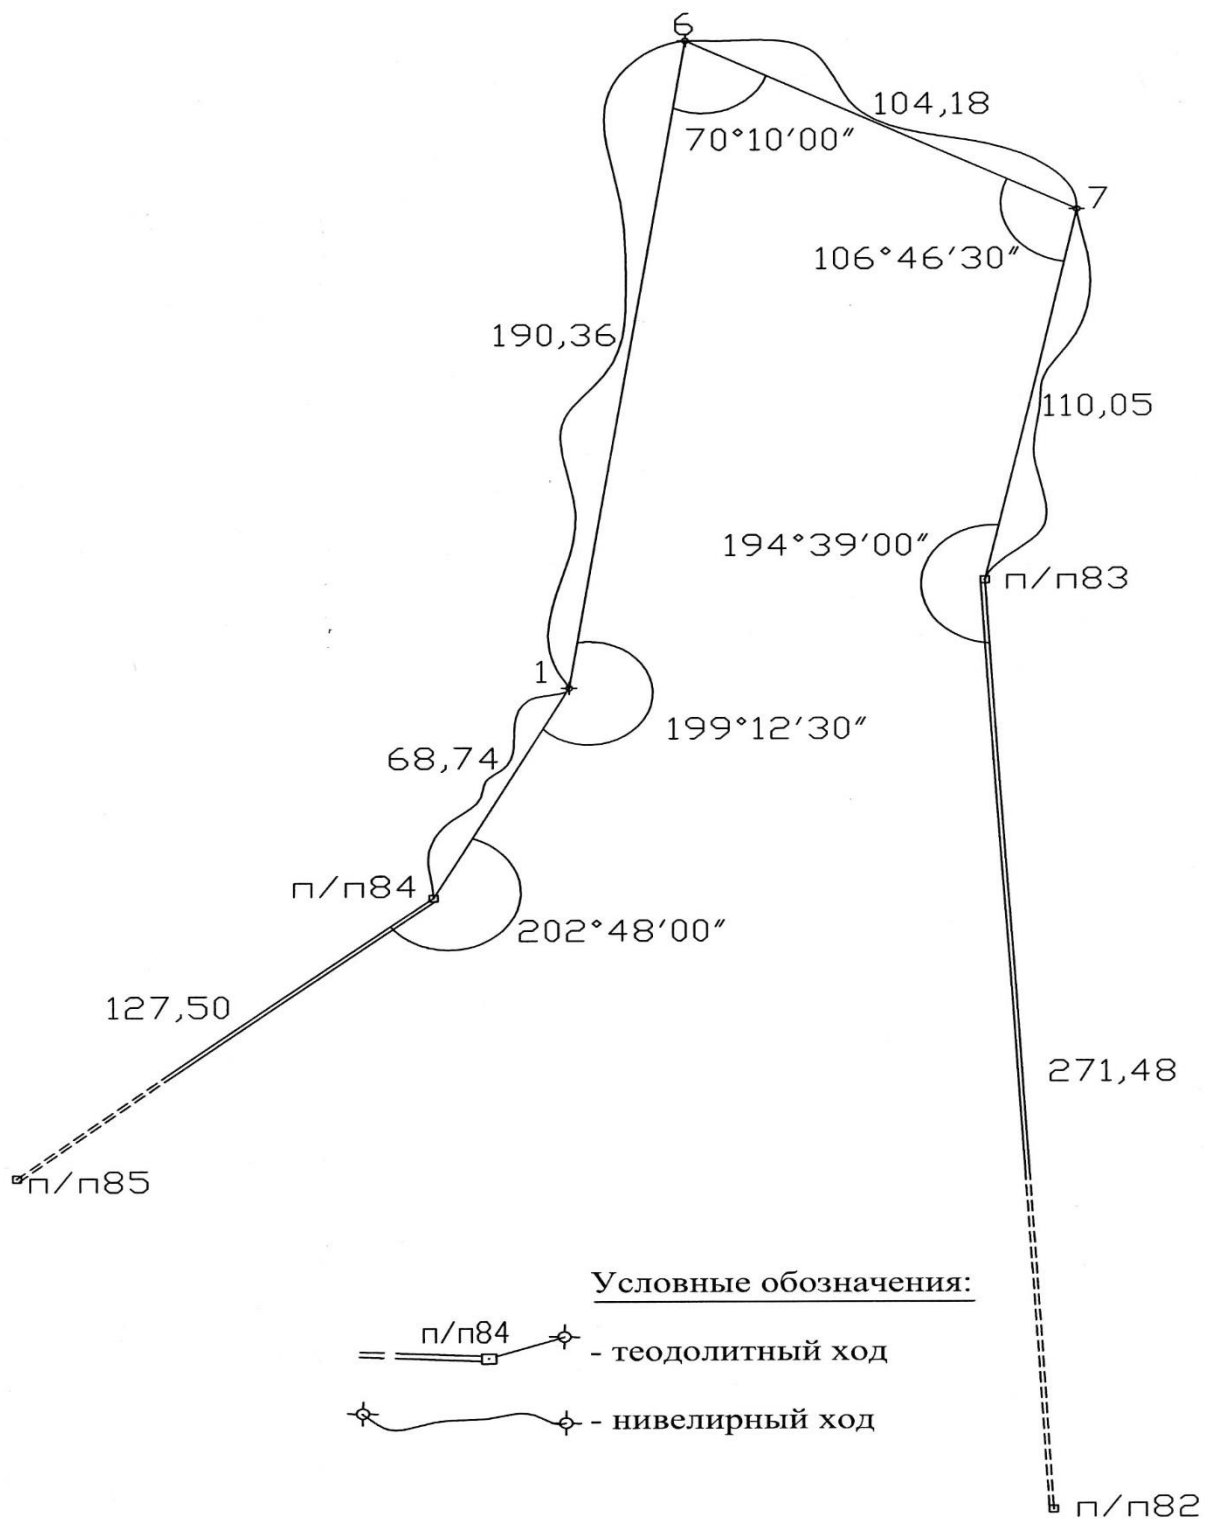 6
104,18
70°10′00″
7
106°46′30″
190,36
110,05
194°39′00″
п/п83
1
199°12′30″
68,74
п/п84
202°48′00″
127,50
271,48
п/п85
Условные обозначения:
п/п84
- теодолитный ход
- нивелирный ход
п/п82